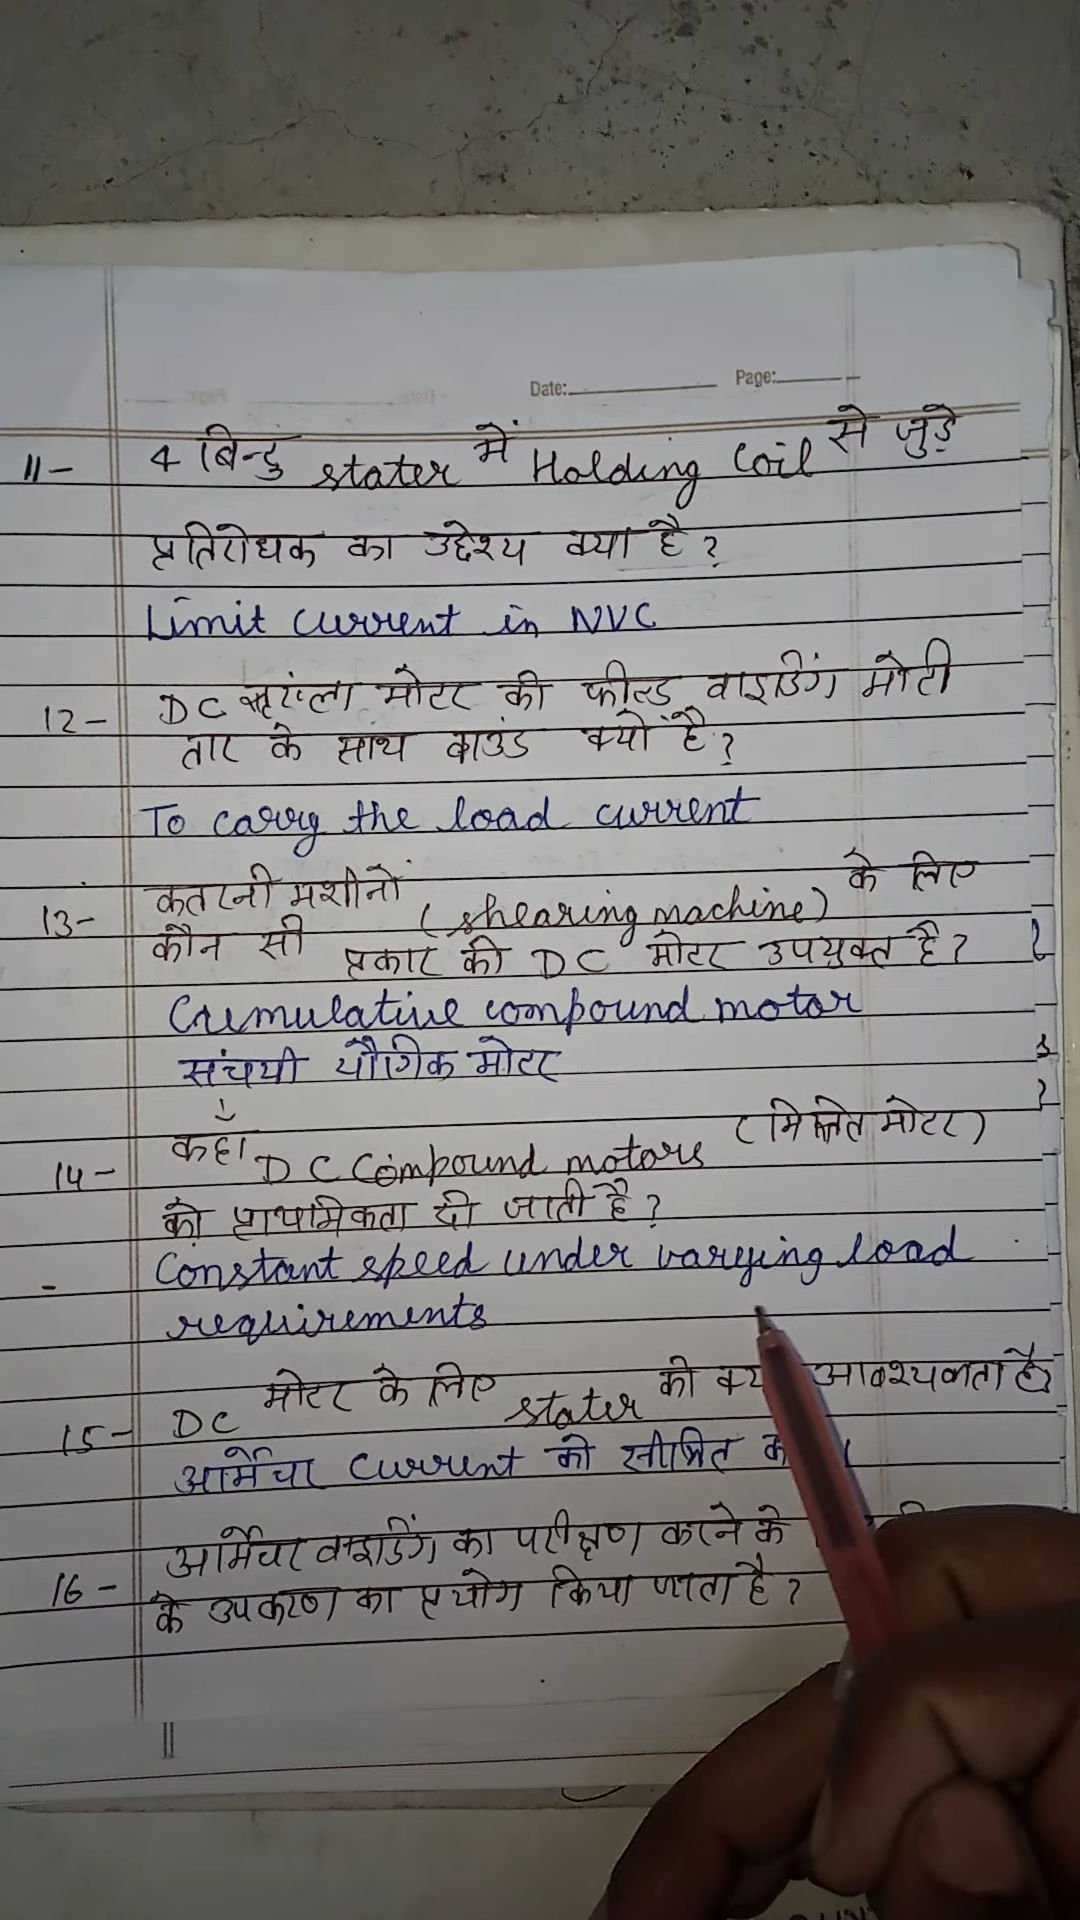 Date: Page:
11- 4 बिन्दु stater में Holding Coil से जुड़े
प्रतिरोधक का उद्देश्य क्या है?
Limit current in NVC
12- DC मोटर की फील्ड वाइडिंग मोटी
तार के साथ वाउंड क्यों है?
To carry the load current
13- कतरनी मशीनों (shearing machine) के लिए
कौन सी प्रकार की DC मोटर उपयुक्त है?
Cumulative compound motor
संचयी यौगिक मोटर
14- कहाँ DC Compound motors (मिश्रित मोटर)
को प्राथमिकता दी जाती है?
- Constant speed under varying load
requirements
15- DC मोटर के लिए stater की क्या आवश्यकता है?
आर्मेचर current को सीमित
16- आर्मेचर वाइडिंग का परीक्षण करने के
के उपकरण का प्रयोग किया जाता है?